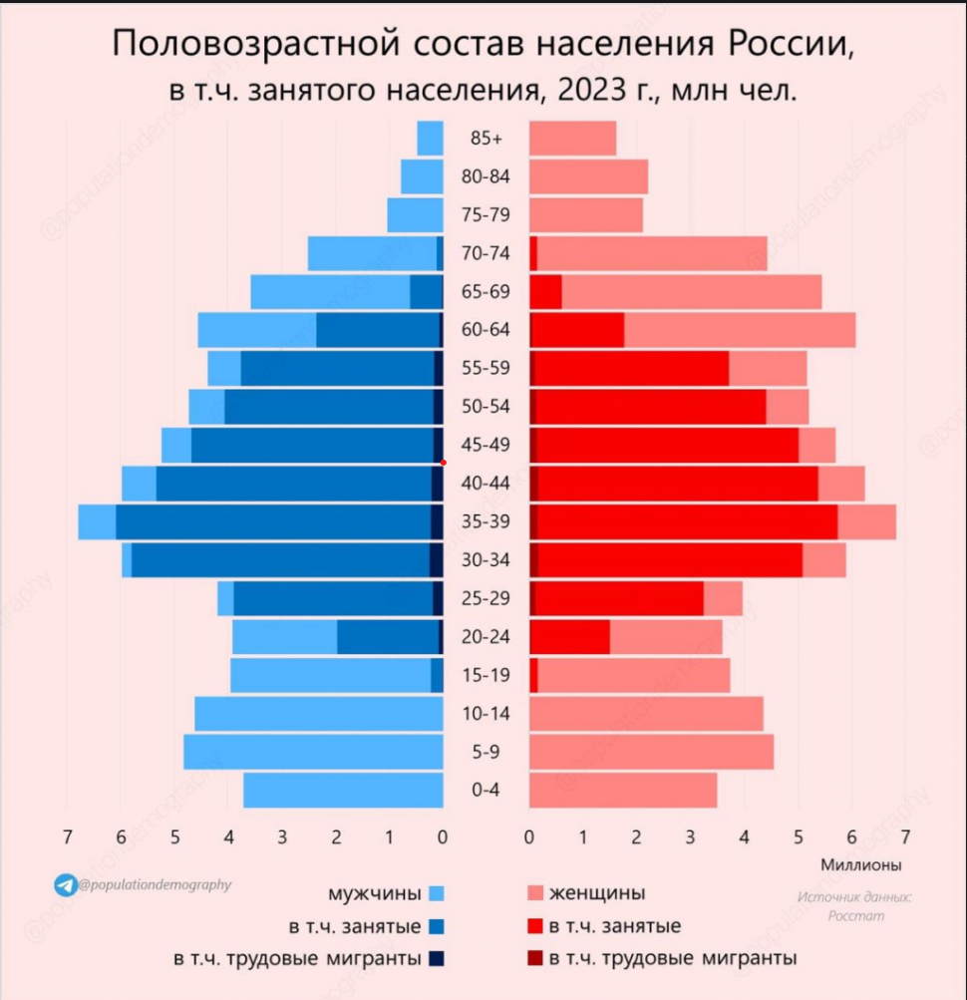 Половозрастной состав населения России,
в т.ч. занятого населения, 2023 г., млн чел.
85+
80-84
75-79
70-74
65-69
60-64
55-59
50-54
45-49
40-44
35-39
30-34
25-29
20-24
15-19
10-14
5-9
0-4
7 6 5 4 3 2 1 0 0 1 2 3 4 5 6 7
Миллионы
@populationdemography
мужчины женщины
Источник данных:
Росстат
в т.ч. занятые в т.ч. занятые
в т.ч. трудовые мигранты в т.ч. трудовые мигранты